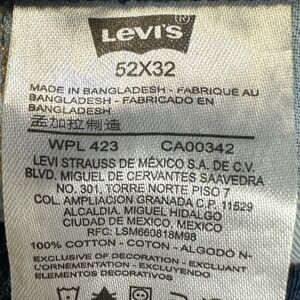 Levi's ®
52X32
MADE IN BANGLADESH - FABRIQUE AU
BANGLADESH - FABRICADO EN
BANGLADESH
孟加拉制造
WPL 423 CA00342
LEVI STRAUSS DE MÉXICO S.A. DE C.V.
BLVD. MIGUEL DE CERVANTES SAAVEDRA
NO. 301, TORRE NORTE PISO 7
COL. AMPLIACIÓN GRANADA C.P. 11529
ALCALDIA. MIGUEL HIDALGO
CIUDAD DE MEXICO, MEXICO
RFC: LSM660818M98
100% COTTON - COTON - ALGODÓN
EXCLUSIVE OF DECORATION - EXCLUANT
L'ORNEMENTATION - EXCLUYENDO
ELEMENTOS DECORATIVOS